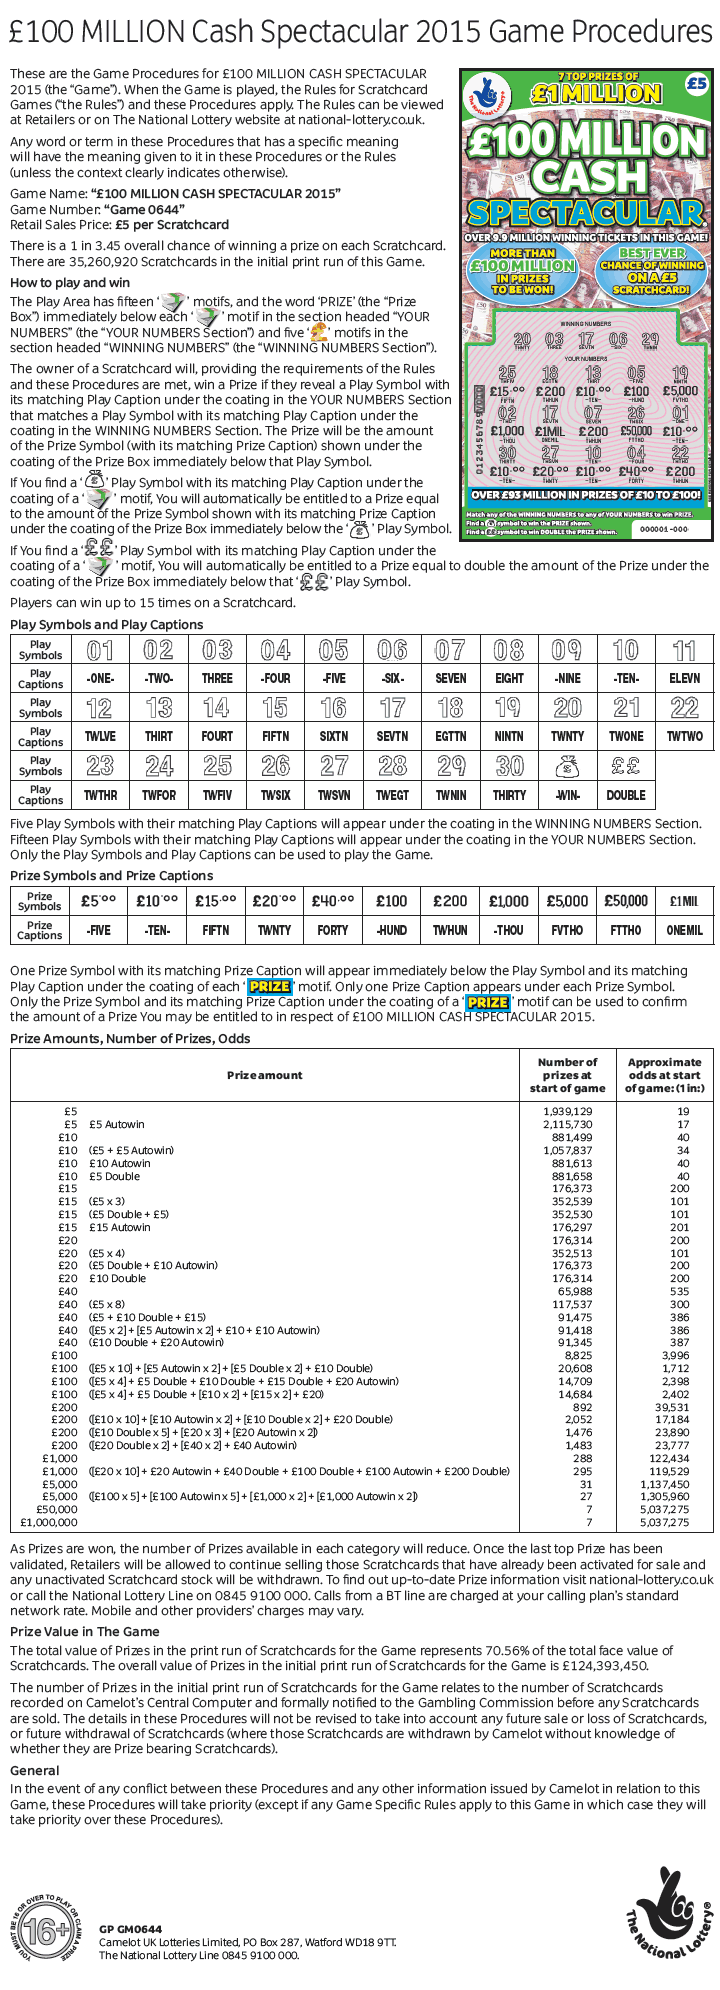 £100 MILLION Cash Spectacular 2015 Game Procedures
These are the Game Procedures for £100 MILLION CASH SPECTACULAR
2015 (the “Game”). When the Game is played, the Rules for Scratchcard
Games (“the Rules”) and these Procedures apply. The Rules can be viewed
at Retailers or on The National Lottery website at national-lottery.co.uk.
Any word or term in these Procedures that has a specific meaning
will have the meaning given to it in these Procedures or the Rules
(unless the context clearly indicates otherwise).
Game Name: “£100 MILLION CASH SPECTACULAR 2015”
Game Number: “Game 0644”
Retail Sales Price: £5 per Scratchcard
There is a 1 in 3.45 overall chance of winning a prize on each Scratchcard.
There are 35,260,920 Scratchcards in the initial print run of this Game.
How to play and win
The Play Area has fifteen ‘ ’ motifs, and the word ‘PRIZE’ (the “Prize
Box”) immediately below each ‘ ’ motif in the section headed “YOUR
NUMBERS” (the “YOUR NUMBERS Section”) and five ‘ ’ motifs in the
section headed “WINNING NUMBERS” (the “WINNING NUMBERS Section”).
The owner of a Scratchcard will, providing the requirements of the Rules
and these Procedures are met, win a Prize if they reveal a Play Symbol with
its matching Play Caption under the coating in the YOUR NUMBERS Section
that matches a Play Symbol with its matching Play Caption under the
coating in the WINNING NUMBERS Section. The Prize will be the amount
of the Prize Symbol (with its matching Prize Caption) shown under the
coating of the Prize Box immediately below that Play Symbol.
If You find a ‘£’ Play Symbol with its matching Play Caption under the
coating of a ‘ ’ motif, You will automatically be entitled to a Prize equal
to the amount of the Prize Symbol shown with its matching Prize Caption
under the coating of the Prize Box immediately below the ‘£’ Play Symbol.
If You find a ‘££’ Play Symbol with its matching Play Caption under the
coating of a ‘ ’ motif, You will automatically be entitled to a Prize equal to double the amount of the Prize under the
coating of the Prize Box immediately below that ‘££’ Play Symbol.
Players can win up to 15 times on a Scratchcard.
7 TOP PRIZES OF
£1 MILLION
£5
The National Lottery
£100 MILLION
CASH
SPECTACULAR
OVER 9.9 MILLION WINNING TICKETS IN THIS GAME!
MORE THAN
£100 MILLION
IN PRIZES
TO BE WON!
BEST EVER
CHANCE OF WINNING
ON A £5
SCRATCHCARD!
WINNING NUMBERS
20 03 17 06 29
YOUR NUMBERS
25 18 13 05 19
£15.00 £200 £10.00 £100 £5,000
02 17 07 26 01
£1,000 £1MIL £200 £50,000 £10.00
30 27 10 04 22
£10.00 £20.00 £10.00 £40.00 £200
0123456789
OVER £93 MILLION IN PRIZES OF £10 TO £100!
Match any of the WINNING NUMBERS to any of YOUR NUMBERS to win PRIZE.
Find a £ symbol to win the PRIZE shown.
Find a ££ symbol to win DOUBLE the PRIZE shown.
000001-000
Play Symbols and Play Captions
Play Symbols 01 02 03 04 05 06 07 08 09 10 11
Play Captions -ONE- -TWO- THREE -FOUR -FIVE -SIX- SEVEN EIGHT -NINE -TEN- ELEVN
Play Symbols 12 13 14 15 16 17 18 19 20 21 22
Play Captions TWLVE THIRT FOURT FIFTN SIXTN SEVTN EGTTN NINTN TWNTY TWONE TWTWO
Play Symbols 23 24 25 26 27 28 29 30 £ ££
Play Captions TWTHR TWFOR TWFIV TWSIX TWSVN TWEGT TWNIN THIRTY -WIN- DOUBLE
Five Play Symbols with their matching Play Captions will appear under the coating in the WINNING NUMBERS Section.
Fifteen Play Symbols with their matching Play Captions will appear under the coating in the YOUR NUMBERS Section.
Only the Play Symbols and Play Captions can be used to play the Game.
Prize Symbols and Prize Captions
Prize Symbols £5.00 £10.00 £15.00 £20.00 £40.00 £100 £200 £1,000 £5,000 £50,000 £1MIL
Prize Captions -FIVE -TEN- FIFTN TWNTY FORTY -HUND TWHUN -THOU FVTHO FTTHO ONEMIL
One Prize Symbol with its matching Prize Caption will appear immediately below the Play Symbol and its matching
Play Caption under the coating of each ‘PRIZE’ motif. Only one Prize Caption appears under each Prize Symbol.
Only the Prize Symbol and its matching Prize Caption under the coating of a ‘PRIZE’ motif can be used to confirm
the amount of a Prize You may be entitled to in respect of £100 MILLION CASH SPECTACULAR 2015.
Prize Amounts, Number of Prizes, Odds
Prize amount Number of prizes at start of game Approximate odds at start of game: (1 in:)
£5 1,939,129 19
£5 £5 Autowin 2,115,730 17
£10 881,499 40
£10 (£5 + £5 Autowin) 1,057,837 34
£10 £10 Autowin 881,613 40
£10 £5 Double 881,658 40
£15 176,373 200
£15 (£5 x 3) 352,539 101
£15 (£5 Double + £5) 352,530 101
£15 £15 Autowin 176,297 201
£20 176,314 200
£20 (£5 x 4) 352,513 101
£20 (£5 Double + £10 Autowin) 176,373 200
£20 £10 Double 176,314 200
£40 65,988 535
£40 (£5 x 8) 117,537 300
£40 (£5 + £10 Double + £15) 91,475 386
£40 ([£5 x 2] + [£5 Autowin x 2] + £10 + £10 Autowin) 91,418 386
£40 (£10 Double + £20 Autowin) 91,345 387
£100 8,825 3,996
£100 ([£5 x 10] + [£5 Autowin x 2] + [£5 Double x 2] + £10 Double) 20,608 1,712
£100 ([£5 x 4] + £5 Double + £10 Double + £15 Double + £20 Autowin) 14,709 2,398
£100 ([£5 x 4] + £5 Double + [£10 x 2] + [£15 x 2] + £20) 14,684 2,402
£200 892 39,531
£200 ([£10 x 10] + [£10 Autowin x 2] + [£10 Double x 2] + £20 Double) 2,052 17,184
£200 ([£10 Double x 5] + [£20 x 3] + [£20 Autowin x 2]) 1,476 23,890
£200 ([£20 Double x 2] + [£40 x 2] + £40 Autowin) 1,483 23,777
£1,000 288 122,434
£1,000 ([£20 x 10] + £20 Autowin + £40 Double + £100 Double + £100 Autowin + £200 Double) 295 119,529
£5,000 31 1,137,450
£5,000 ([£100 x 5] + [£100 Autowin x 5] + [£1,000 x 2] + [£1,000 Autowin x 2]) 27 1,305,960
£50,000 7 5,037,275
£1,000,000 7 5,037,275
As Prizes are won, the number of Prizes available in each category will reduce. Once the last top Prize has been
validated, Retailers will be allowed to continue selling those Scratchcards that have already been activated for sale and
any unactivated Scratchcard stock will be withdrawn. To find out up-to-date Prize information visit national-lottery.co.uk
or call the National Lottery Line on 0845 9100 000. Calls from a BT line are charged at your calling plan’s standard
network rate. Mobile and other providers’ charges may vary.
Prize Value in The Game
The total value of Prizes in the print run of Scratchcards for the Game represents 70.56% of the total face value of
Scratchcards. The overall value of Prizes in the initial print run of Scratchcards for the Game is £124,393,450.
The number of Prizes in the initial print run of Scratchcards for the Game relates to the number of Scratchcards
recorded on Camelot’s Central Computer and formally notified to the Gambling Commission before any Scratchcards
are sold. The details in these Procedures will not be revised to take into account any future sale or loss of Scratchcards,
or future withdrawal of Scratchcards (where those Scratchcards are withdrawn by Camelot without knowledge of
whether they are Prize bearing Scratchcards).
General
In the event of any conflict between these Procedures and any other information issued by Camelot in relation to this
Game, these Procedures will take priority (except if any Game Specific Rules apply to this Game in which case they will
take priority over these Procedures).
YOU MUST BE 16 OR OVER TO PLAY OR CLAIM A PRIZE
16+
GP GM0644
Camelot UK Lotteries Limited, PO Box 287, Watford WD18 9TT.
The National Lottery Line 0845 9100 000.
The National Lottery®